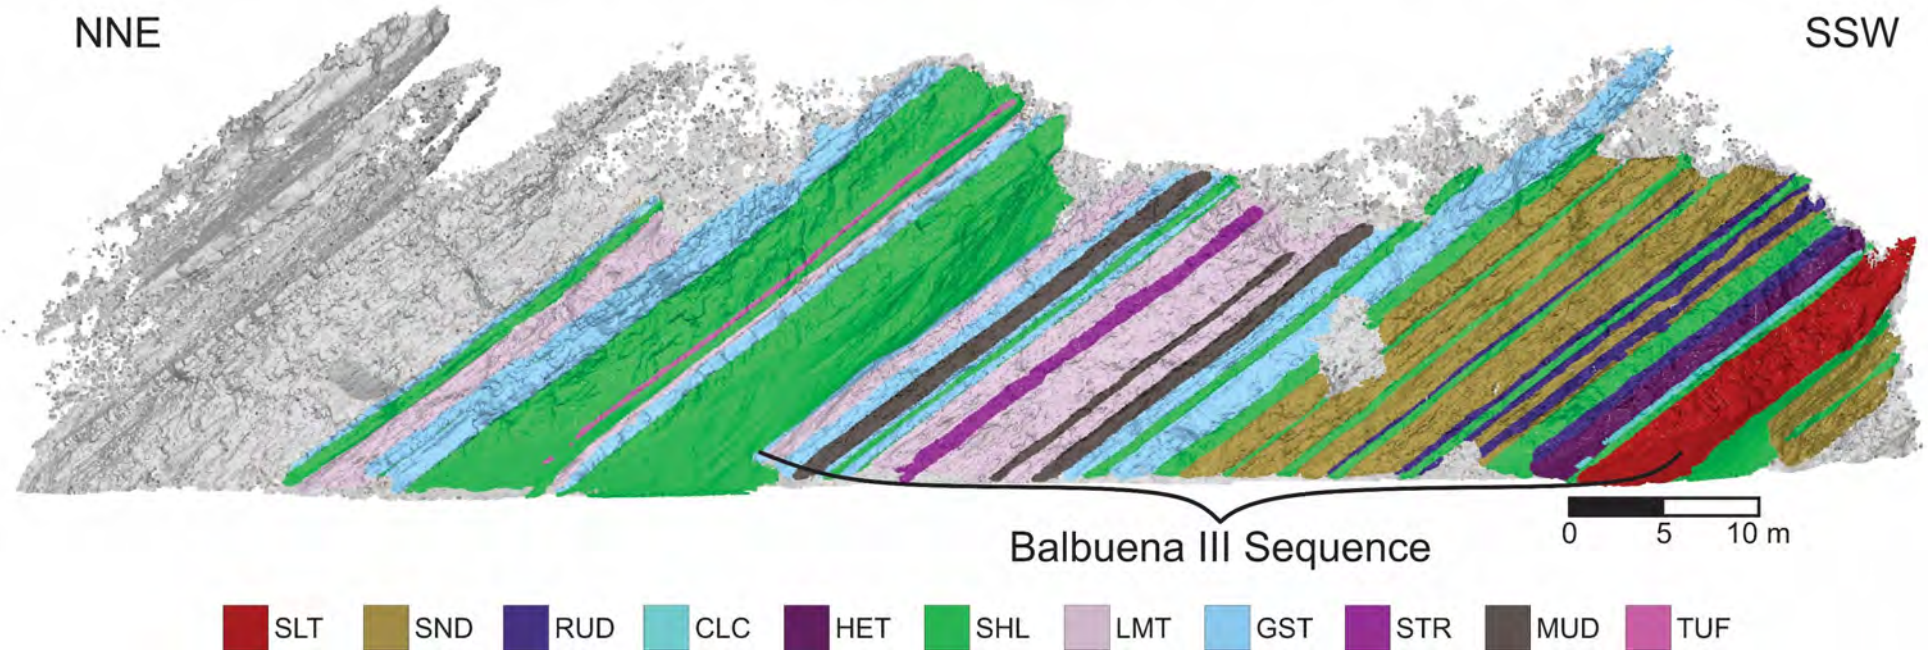 NNE
SSW
Balbuena III Sequence
0 5 10 m
SLT SND RUD CLC HET SHL LMT GST STR MUD TUF